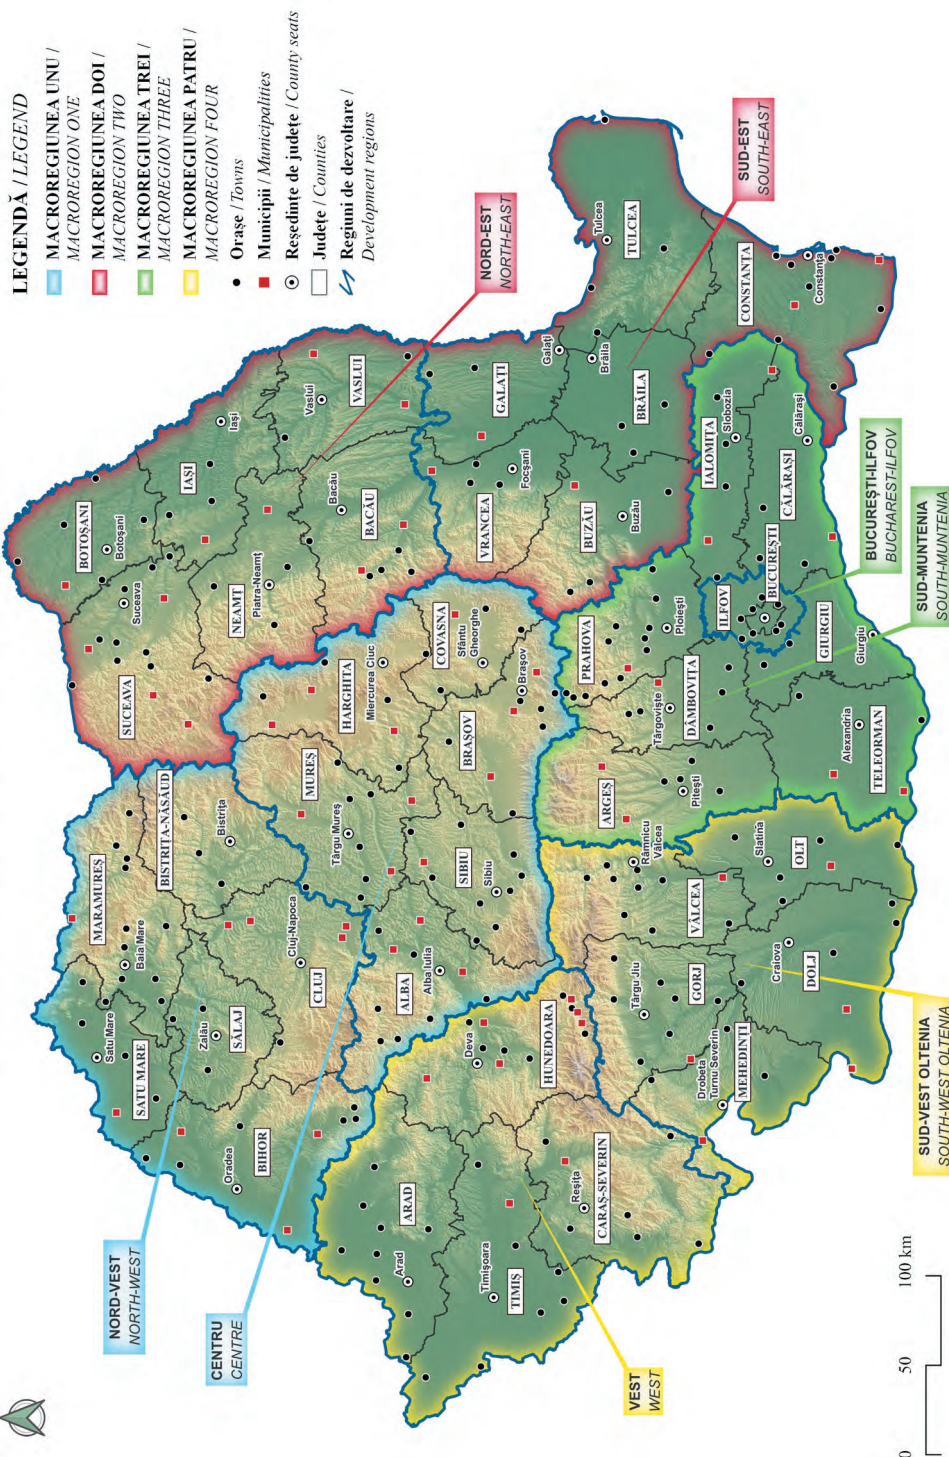 LEGENDĂ / LEGEND
MACROREGIUNEA UNU /
MACROREGION ONE
MACROREGIUNEA DOI /
MACROREGION TWO
MACROREGIUNEA TREI /
MACROREGION THREE
MACROREGIUNEA PATRU /
MACROREGION FOUR
Orașe / Towns
Municipii / Municipalities
Reședințe de județe / County seats
Județe / Counties
Regiuni de dezvoltare /
Development regions
NORD-VEST
NORTH-WEST
CENTRU
CENTRE
VEST
WEST
NORD-EST
NORTH-EAST
SUD-EST
SOUTH-EAST
BUCUREȘTI-ILFOV
BUCHAREST-ILFOV
SUD-MUNTENIA
SOUTH-MUNTENIA
SUD-VEST OLTENIA
SOUTH-WEST OLTENIA
SATU MARE
Satu Mare
MARAMUREȘ
Baia Mare
BISTRIȚA-NĂSĂUD
Bistrița
SĂLAJ
Zalău
BIHOR
Oradea
CLUJ
Cluj-Napoca
SUCEAVA
Suceava
BOTOȘANI
Botoșani
IAȘI
Iași
NEAMȚ
Piatra-Neamț
BACĂU
Bacău
VASLUI
Vaslui
MUREȘ
Târgu Mureș
HARGHITA
Miercurea Ciuc
COVASNA
Sfântu
Gheorghe
BRAȘOV
Brașov
SIBIU
Sibiu
ALBA
Alba Iulia
ARAD
Arad
TIMIȘ
Timișoara
HUNEDOARA
Deva
CARAȘ-SEVERIN
Reșița
VRANCEA
Focșani
GALAȚI
Galați
BUZĂU
Buzău
BRĂILA
Brăila
TULCEA
Tulcea
CONSTANȚA
Constanța
PRAHOVA
Ploiești
DÂMBOVIȚA
Târgoviște
ARGEȘ
Pitești
IALOMIȚA
Slobozia
CĂLĂRAȘI
Călărași
ILFOV
BUCUREȘTI
GIURGIU
Giurgiu
TELEORMAN
Alexandria
VÂLCEA
Râmnicu
Vâlcea
GORJ
Târgu Jiu
MEHEDINȚI
Drobeta
Turnu Severin
DOLJ
Craiova
OLT
Slatina
0 50 100 km